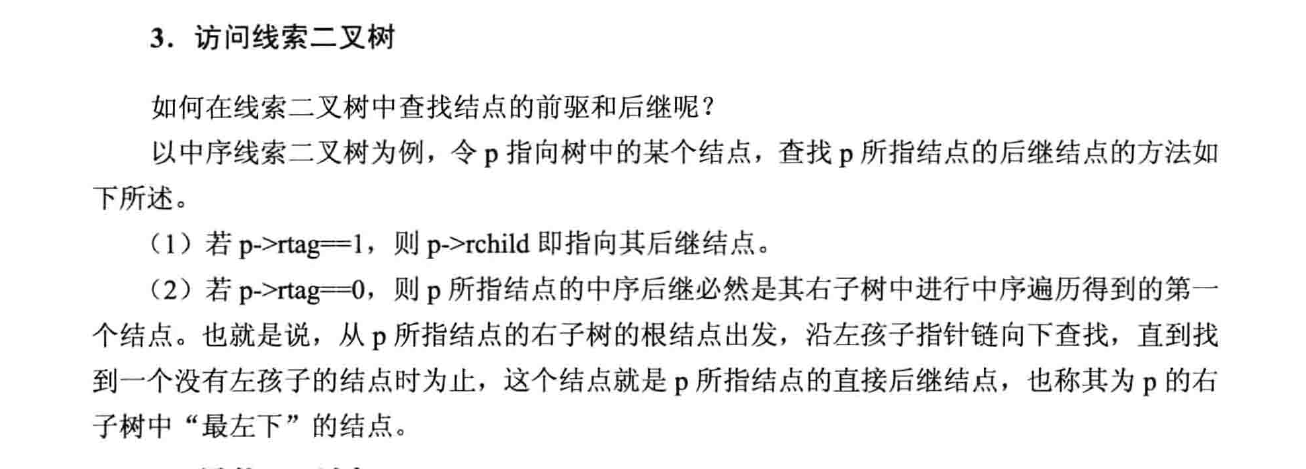 3. 访问线索二叉树
如何在线索二叉树中查找结点的前驱和后继呢？
以中序线索二叉树为例，令 p 指向树中的某个结点，查找 p 所指结点的后继结点的方法如
下所述。
（1）若 p->rtag==1，则 p->rchild 即指向其后继结点。
（2）若 p->rtag==0，则 p 所指结点的中序后继必然是其右子树中进行中序遍历得到的第一
个结点。也就是说，从 p 所指结点的右子树的根结点出发，沿左孩子指针链向下查找，直到找
到一个没有左孩子的结点时为止，这个结点就是 p 所指结点的直接后继结点，也称其为 p 的右
子树中“最左下”的结点。